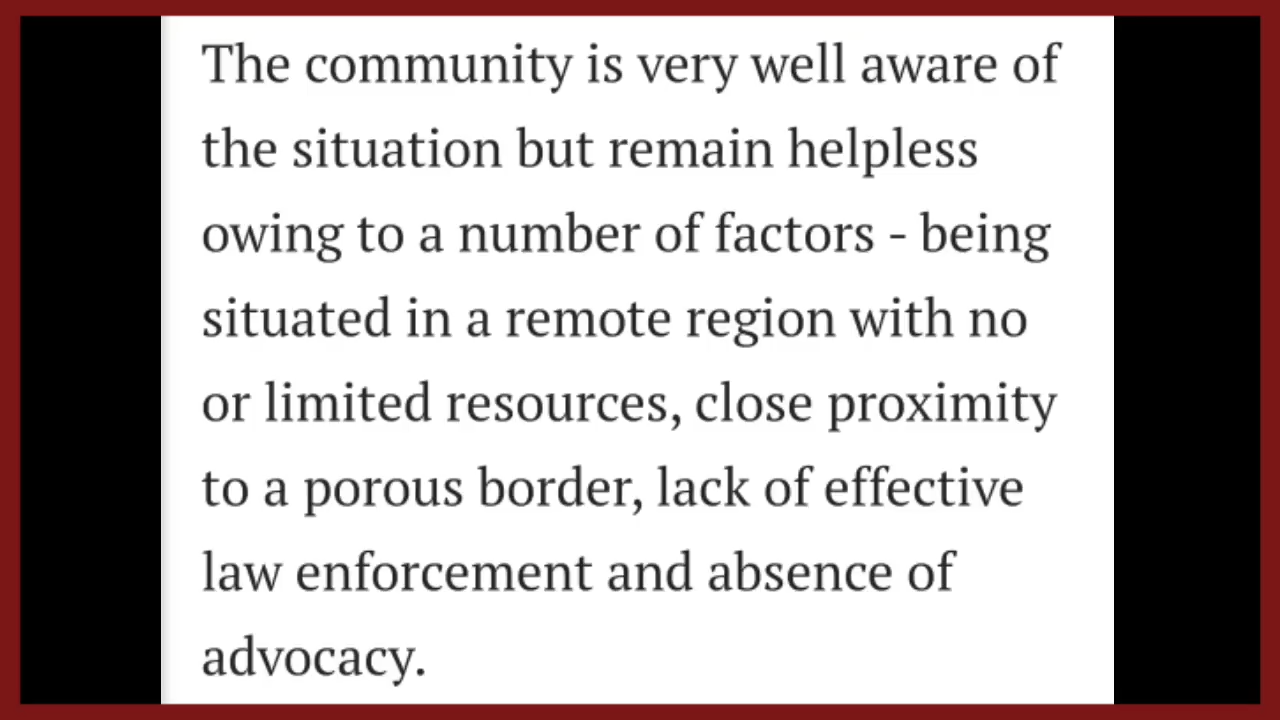 The community is very well aware of
the situation but remain helpless
owing to a number of factors - being
situated in a remote region with no
or limited resources, close proximity
to a porous border, lack of effective
law enforcement and absence of
advocacy.